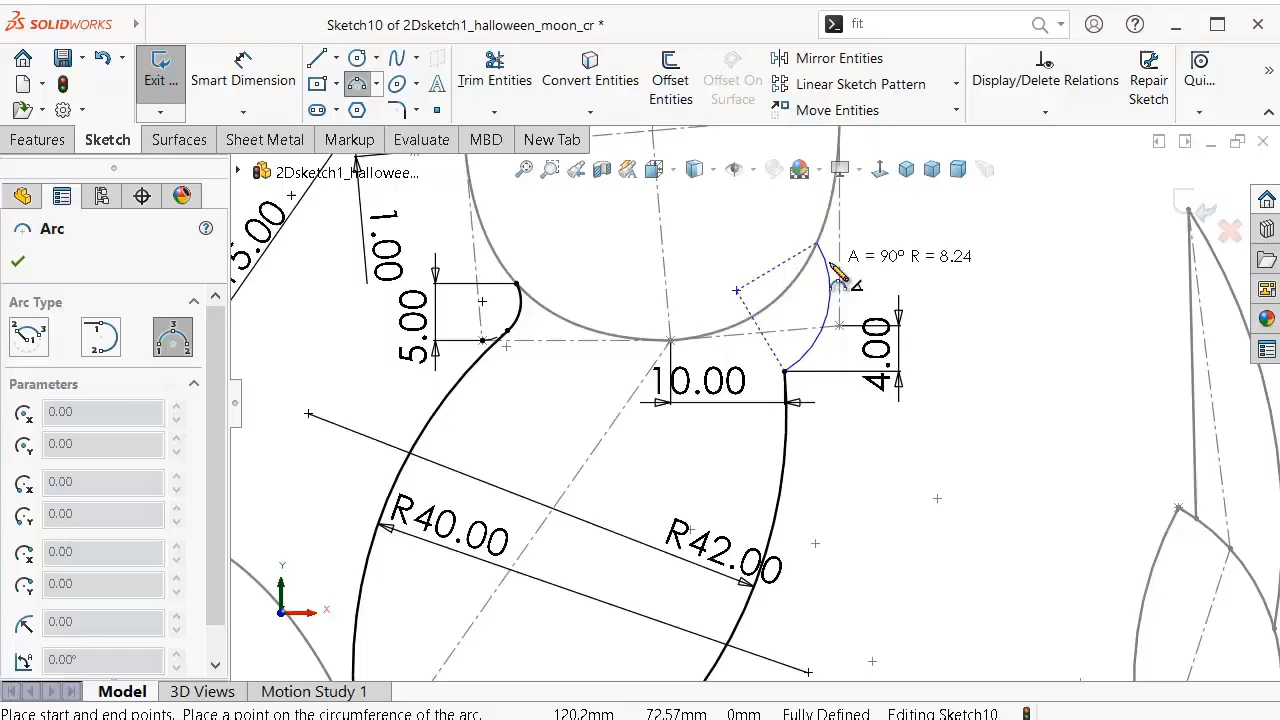 SOLIDWORKS
Sketch10 of 2Dsketch1_halloween_moon_cr *
fit
Exit ...
Smart Dimension
Trim Entities
Convert Entities
Offset
Entities
Offset On
Surface
Mirror Entities
Linear Sketch Pattern
Move Entities
Display/Delete Relations
Repair
Sketch
Qui...
Features
Sketch
Surfaces
Sheet Metal
Markup
Evaluate
MBD
New Tab
2Dsketch1_hallowee...
Arc
Arc Type
Parameters
0.00
0.00
0.00
0.00
0.00
0.00
0.00
0.00°
15.00
1.00
5.00
A = 90° R = 8.24
4.00
10.00
R40.00
R42.00
Y
X
Model
3D Views
Motion Study 1
Place start and end points. Place a point on the circumference of the arc.
120.2mm
72.57mm
0mm
Fully Defined
Editing Sketch10